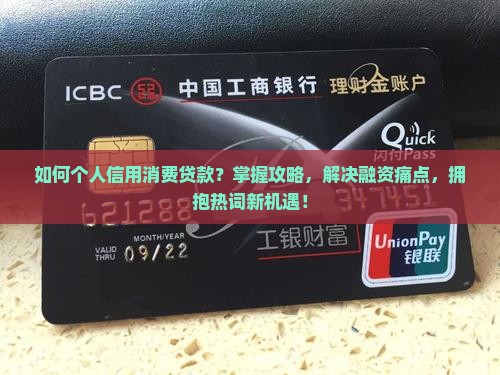 ICBC 中国工商银行 理财金账户
Quick
闪付Pass
如何个人信用消费贷款？掌握攻略，解决融资痛点，拥
抱热词新机遇！
621288
MONTH/YEAR
VALID
THRU 09/22
工银财富
UnionPay
银联